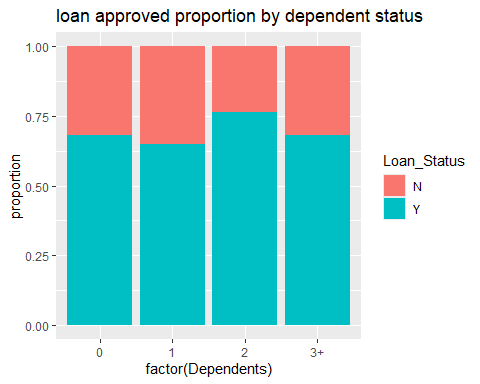 loan approved proportion by dependent status
1.00
0.75
0.50
0.25
0.00
proportion
0
1
2
3+
factor(Dependents)
Loan_Status
N
Y